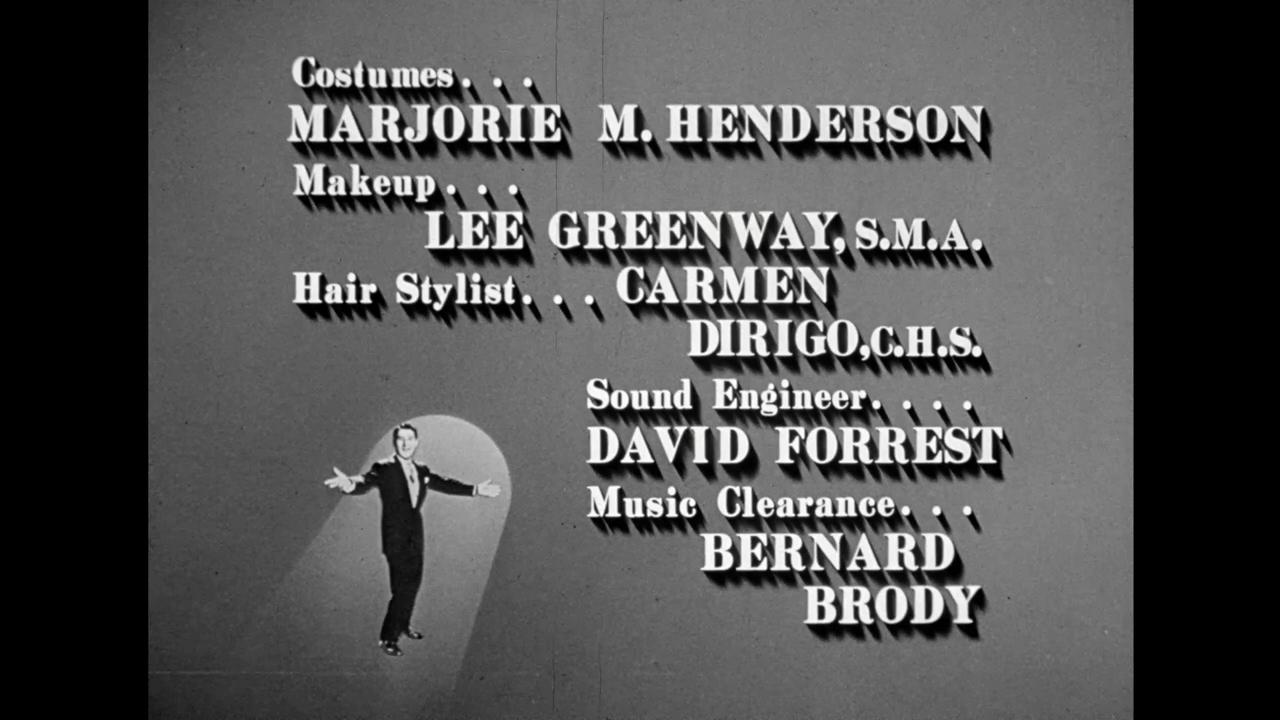 Costumes. . .
MARJORIE M. HENDERSON
Makeup. . .
LEE GREENWAY, S.M.A.
Hair Stylist. . . CARMEN
DIRIGO, C.H.S.
Sound Engineer. . . .
DAVID FORREST
Music Clearance. . .
BERNARD
BRODY